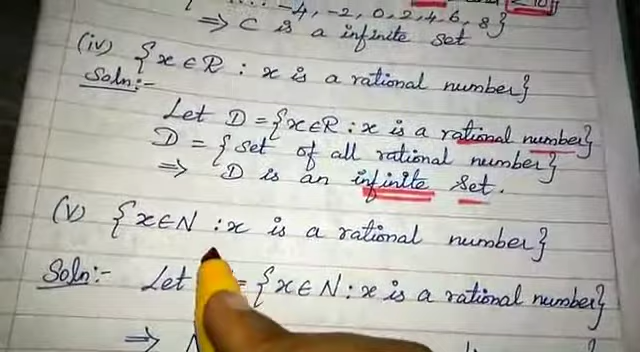 -4, -2, 0, 2, 4, 6, 8}
⇒ C is a infinite set
(iv) {x∈R : x is a rational number}
Soln:-
Let D = {x∈R : x is a rational number}
D = {set of all rational number}
⇒ D is an infinite set.
(v) {x∈N : x is a rational number}
Soln:- Let = {x∈N : x is a rational number}
⇒